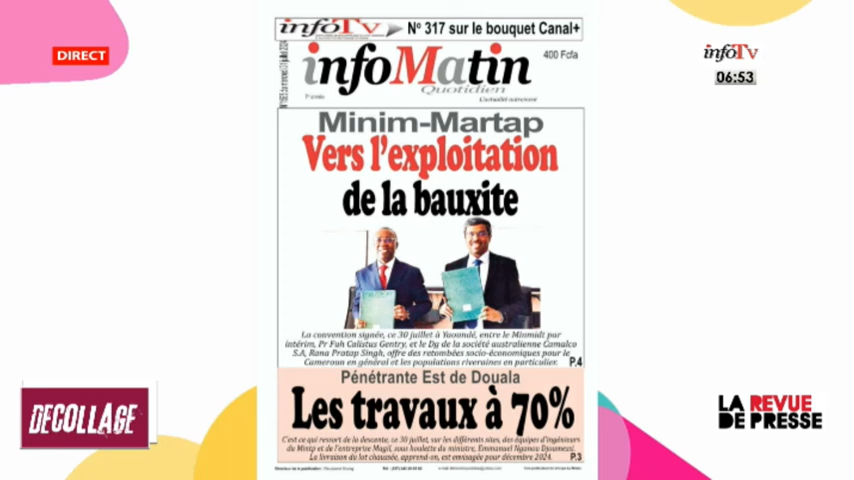 infoTv
N° 317 sur le bouquet Canal+
DIRECT
infoTv
06:53
infoMatin
400 Fcfa
Quotidien
7e année
L'actualité autrement
Minim-Martap
Vers l'exploitation
de la bauxite
La convention signée, ce 30 juillet à Yaoundé, entre le Minmidt par
intérim, Pr Fuh Calistus Gentry, et le Dg de la société australienne Camalco
S.A, Rana Pratap Singh, offre des retombées socio-économiques pour le
Cameroun en général et les populations riveraines en particulier.
P.4
Pénétrante Est de Douala
Les travaux à 70%
C'est ce qui ressort de la descente, ce 30 juillet, sur les différents sites, des équipes d'ingénieurs
du Mintp et de l'entreprise Magil, sous houlette du ministre, Emmanuel Nganou Djoumessi.
La livraison du lot chaussée, apprend-on, est envisagée pour décembre 2024.
P.3
DECOLLAGE
LA REVUE
DE PRESSE